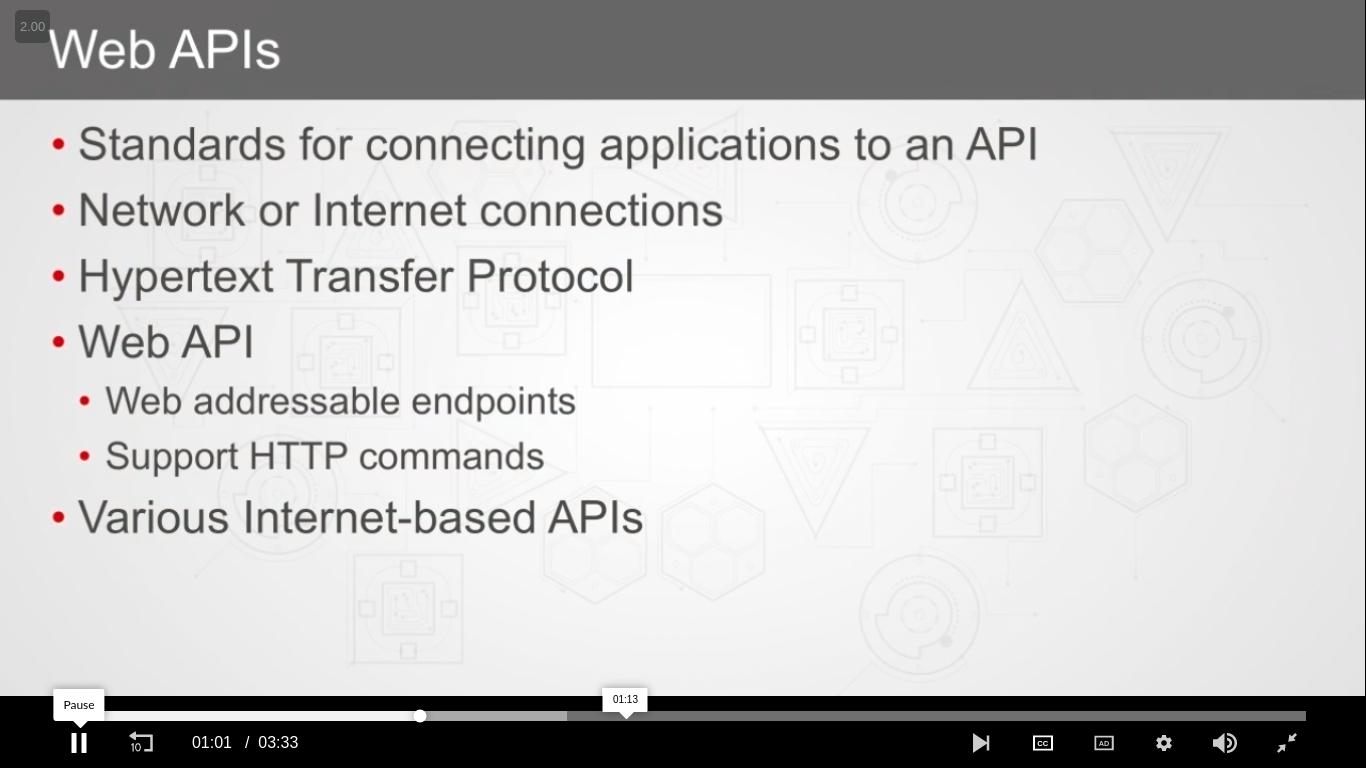 2.00
Web APIs
• Standards for connecting applications to an API
• Network or Internet connections
• Hypertext Transfer Protocol
• Web API
• Web addressable endpoints
• Support HTTP commands
• Various Internet-based APIs
Pause
01:13
10
01:01 / 03:33
CC
AD